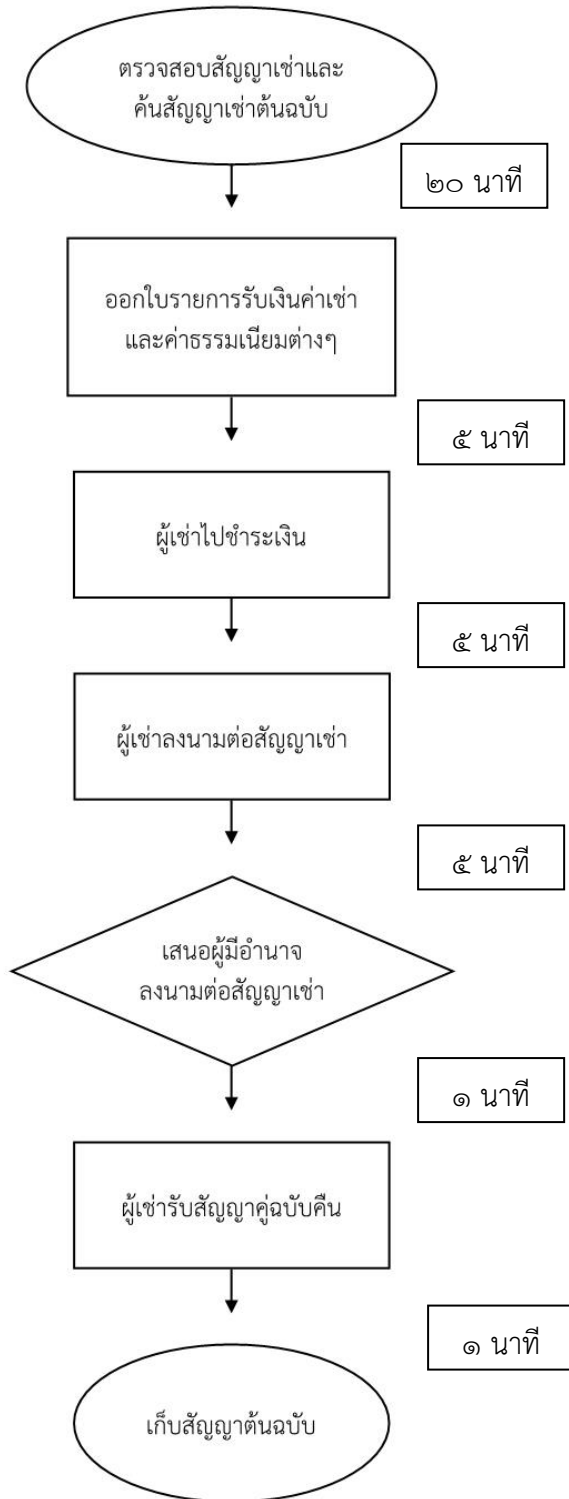 ตรวจสอบสัญญาเช่าและ
ค้นสัญญาเช่าต้นฉบับ
๒๐ นาที
ออกใบรายการรับเงินค่าเช่า
และค่าธรรมเนียมต่างๆ
๕ นาที
ผู้เช่าไปชำระเงิน
๕ นาที
ผู้เช่าลงนามต่อสัญญาเช่า
๕ นาที
เสนอผู้มีอำนาจ
ลงนามต่อสัญญาเช่า
๑ นาที
ผู้เช่ารับสัญญาคู่ฉบับคืน
๑ นาที
เก็บสัญญาต้นฉบับ